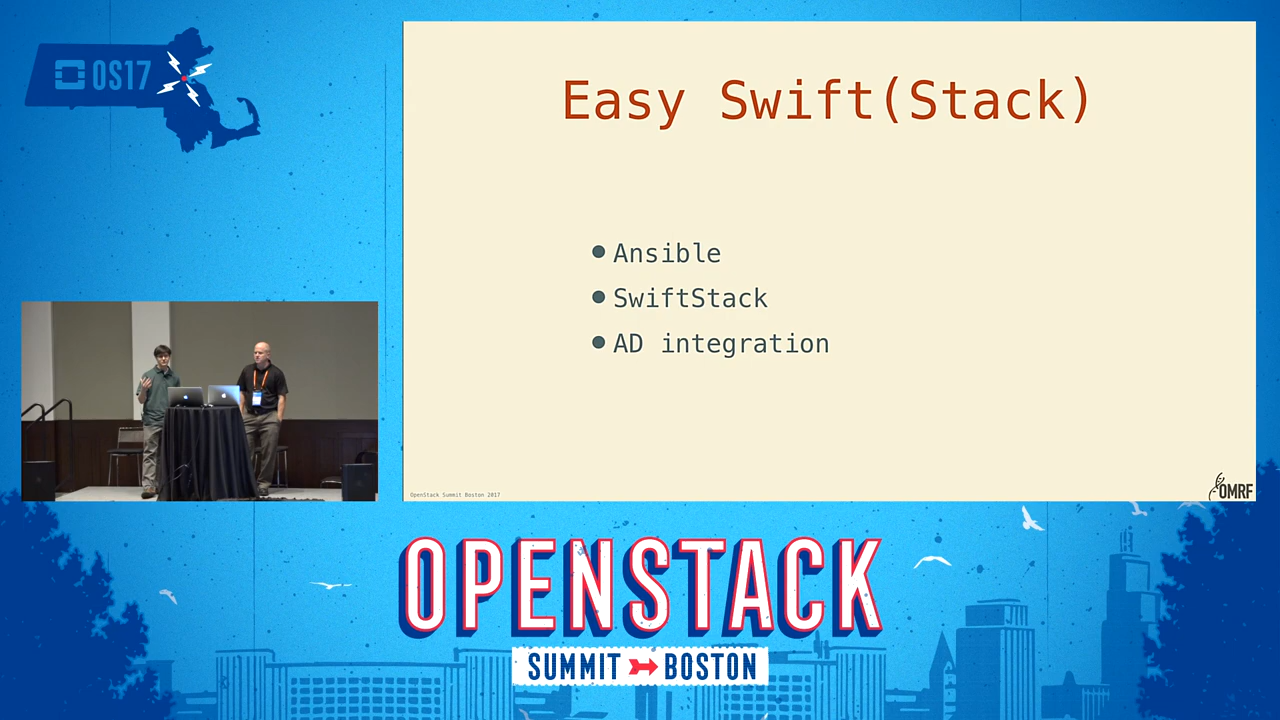 OS17
Easy Swift(Stack)
Ansible
SwiftStack
AD integration
OpenStack Summit Boston 2017
OMRF
OPENSTACK
SUMMIT BOSTON